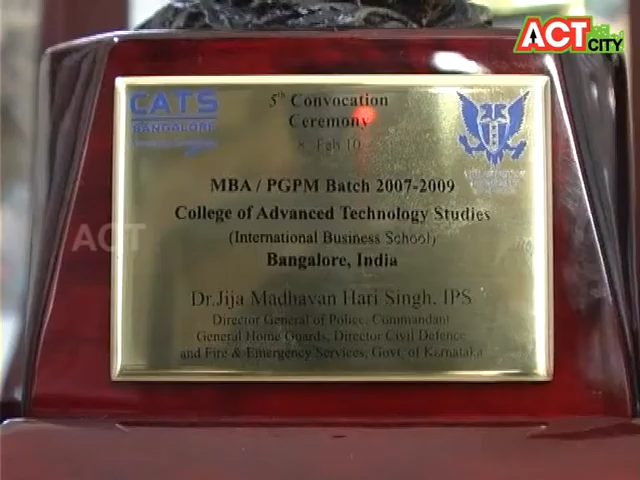 ACT
CITY
CATS
BANGALORE
5th Convocation
Ceremony
8 Feb 10
MBA / PGPM Batch 2007-2009
College of Advanced Technology Studies
(International Business School)
Bangalore, India
ACT
Dr.Jija Madhavan Hari Singh, IPS
Director General of Police, Commandant
General Home Guards, Director Civil Defence
and Fire & Emergency Services, Govt. of Karnataka